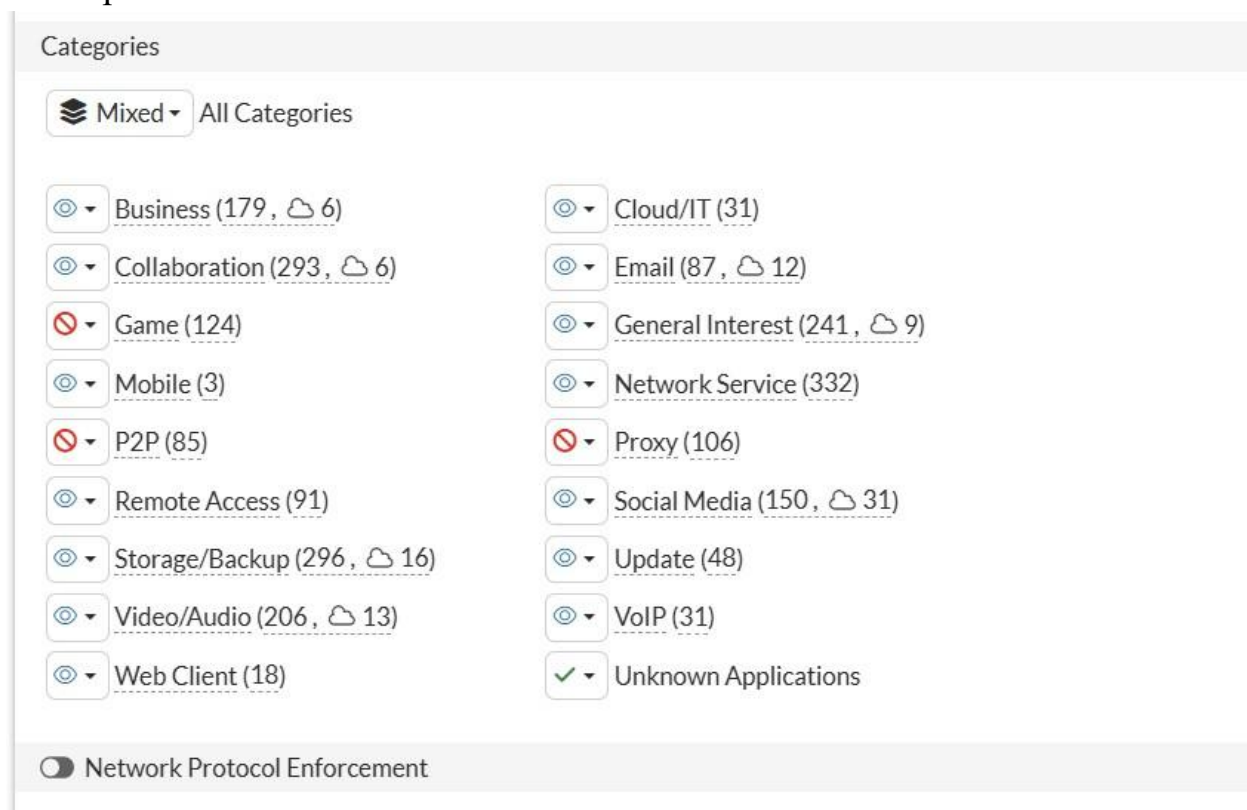 Categories
Mixed All Categories
Business (179, 6)
Cloud/IT (31)
Collaboration (293, 6)
Email (87, 12)
Game (124)
General Interest (241, 9)
Mobile (3)
Network Service (332)
P2P (85)
Proxy (106)
Remote Access (91)
Social Media (150, 31)
Storage/Backup (296, 16)
Update (48)
Video/Audio (206, 13)
VoIP (31)
Web Client (18)
Unknown Applications
Network Protocol Enforcement